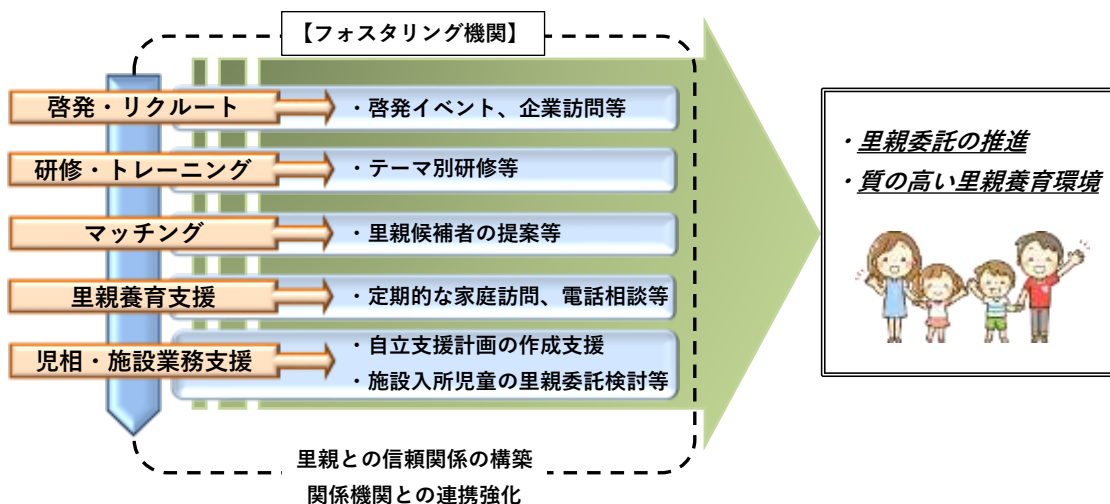 【フォスタリング機関】
啓発・リクルート
・啓発イベント、企業訪問等
研修・トレーニング
・テーマ別研修等
マッチング
・里親候補者の提案等
里親養育支援
・定期的な家庭訪問、電話相談等
児相・施設業務支援
・自立支援計画の作成支援
・施設入所児童の里親委託検討等
里親との信頼関係の構築
関係機関との連携強化
・里親委託の推進
・質の高い里親養育環境